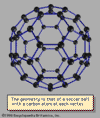 The geometry is that of a soccer ball
with a carbon atom at each vertex.